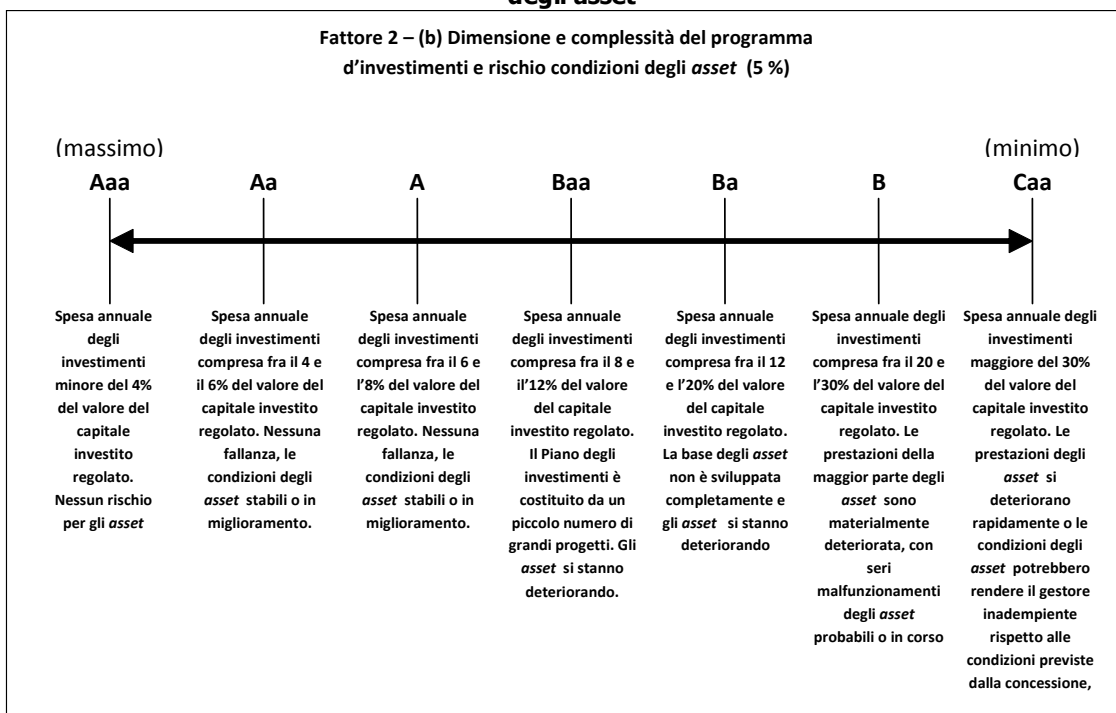 degli asset
Fattore 2 – (b) Dimensione e complessità del programma
d'investimenti e rischio condizioni degli asset (5 %)
(massimo)
(minimo)
Aaa
Aa
A
Baa
Ba
B
Caa
Spesa annuale
degli
investimenti
minore del 4%
del valore del
capitale
investito
regolato.
Nessun rischio
per gli asset
Spesa annuale
degli investimenti
compresa fra il 4 e
il 6% del valore del
capitale investito
regolato. Nessuna
fallanza, le
condizioni degli
asset stabili o in
miglioramento.
Spesa annuale
degli investimenti
compresa fra il 6 e
l'8% del valore del
capitale investito
regolato. Nessuna
fallanza, le
condizioni degli
asset stabili o in
miglioramento.
Spesa annuale
degli investimenti
compresa fra il 8 e
il'12% del valore
del capitale
investito regolato.
Il Piano degli
investimenti è
costituito da un
piccolo numero di
grandi progetti. Gli
asset si stanno
deteriorando.
Spesa annuale
degli investimenti
compresa fra il 12
e l'20% del valore
del capitale
investito regolato.
La base degli asset
non è sviluppata
completamente e
gli asset si stanno
deteriorando
Spesa annuale degli
investimenti
compresa fra il 20 e
l'30% del valore del
capitale investito
regolato. Le
prestazioni della
maggior parte degli
asset sono
materialmente
deteriorata, con
seri
malfunzionamenti
degli asset
probabili o in corso
Spesa annuale degli
investimenti
maggiore del 30%
del valore del
capitale investito
regolato. Le
prestazioni degli
asset si
deteriorano
rapidamente o le
condizioni degli
asset potrebbero
rendere il gestore
inadempiente
rispetto alle
condizioni previste
dalla concessione,